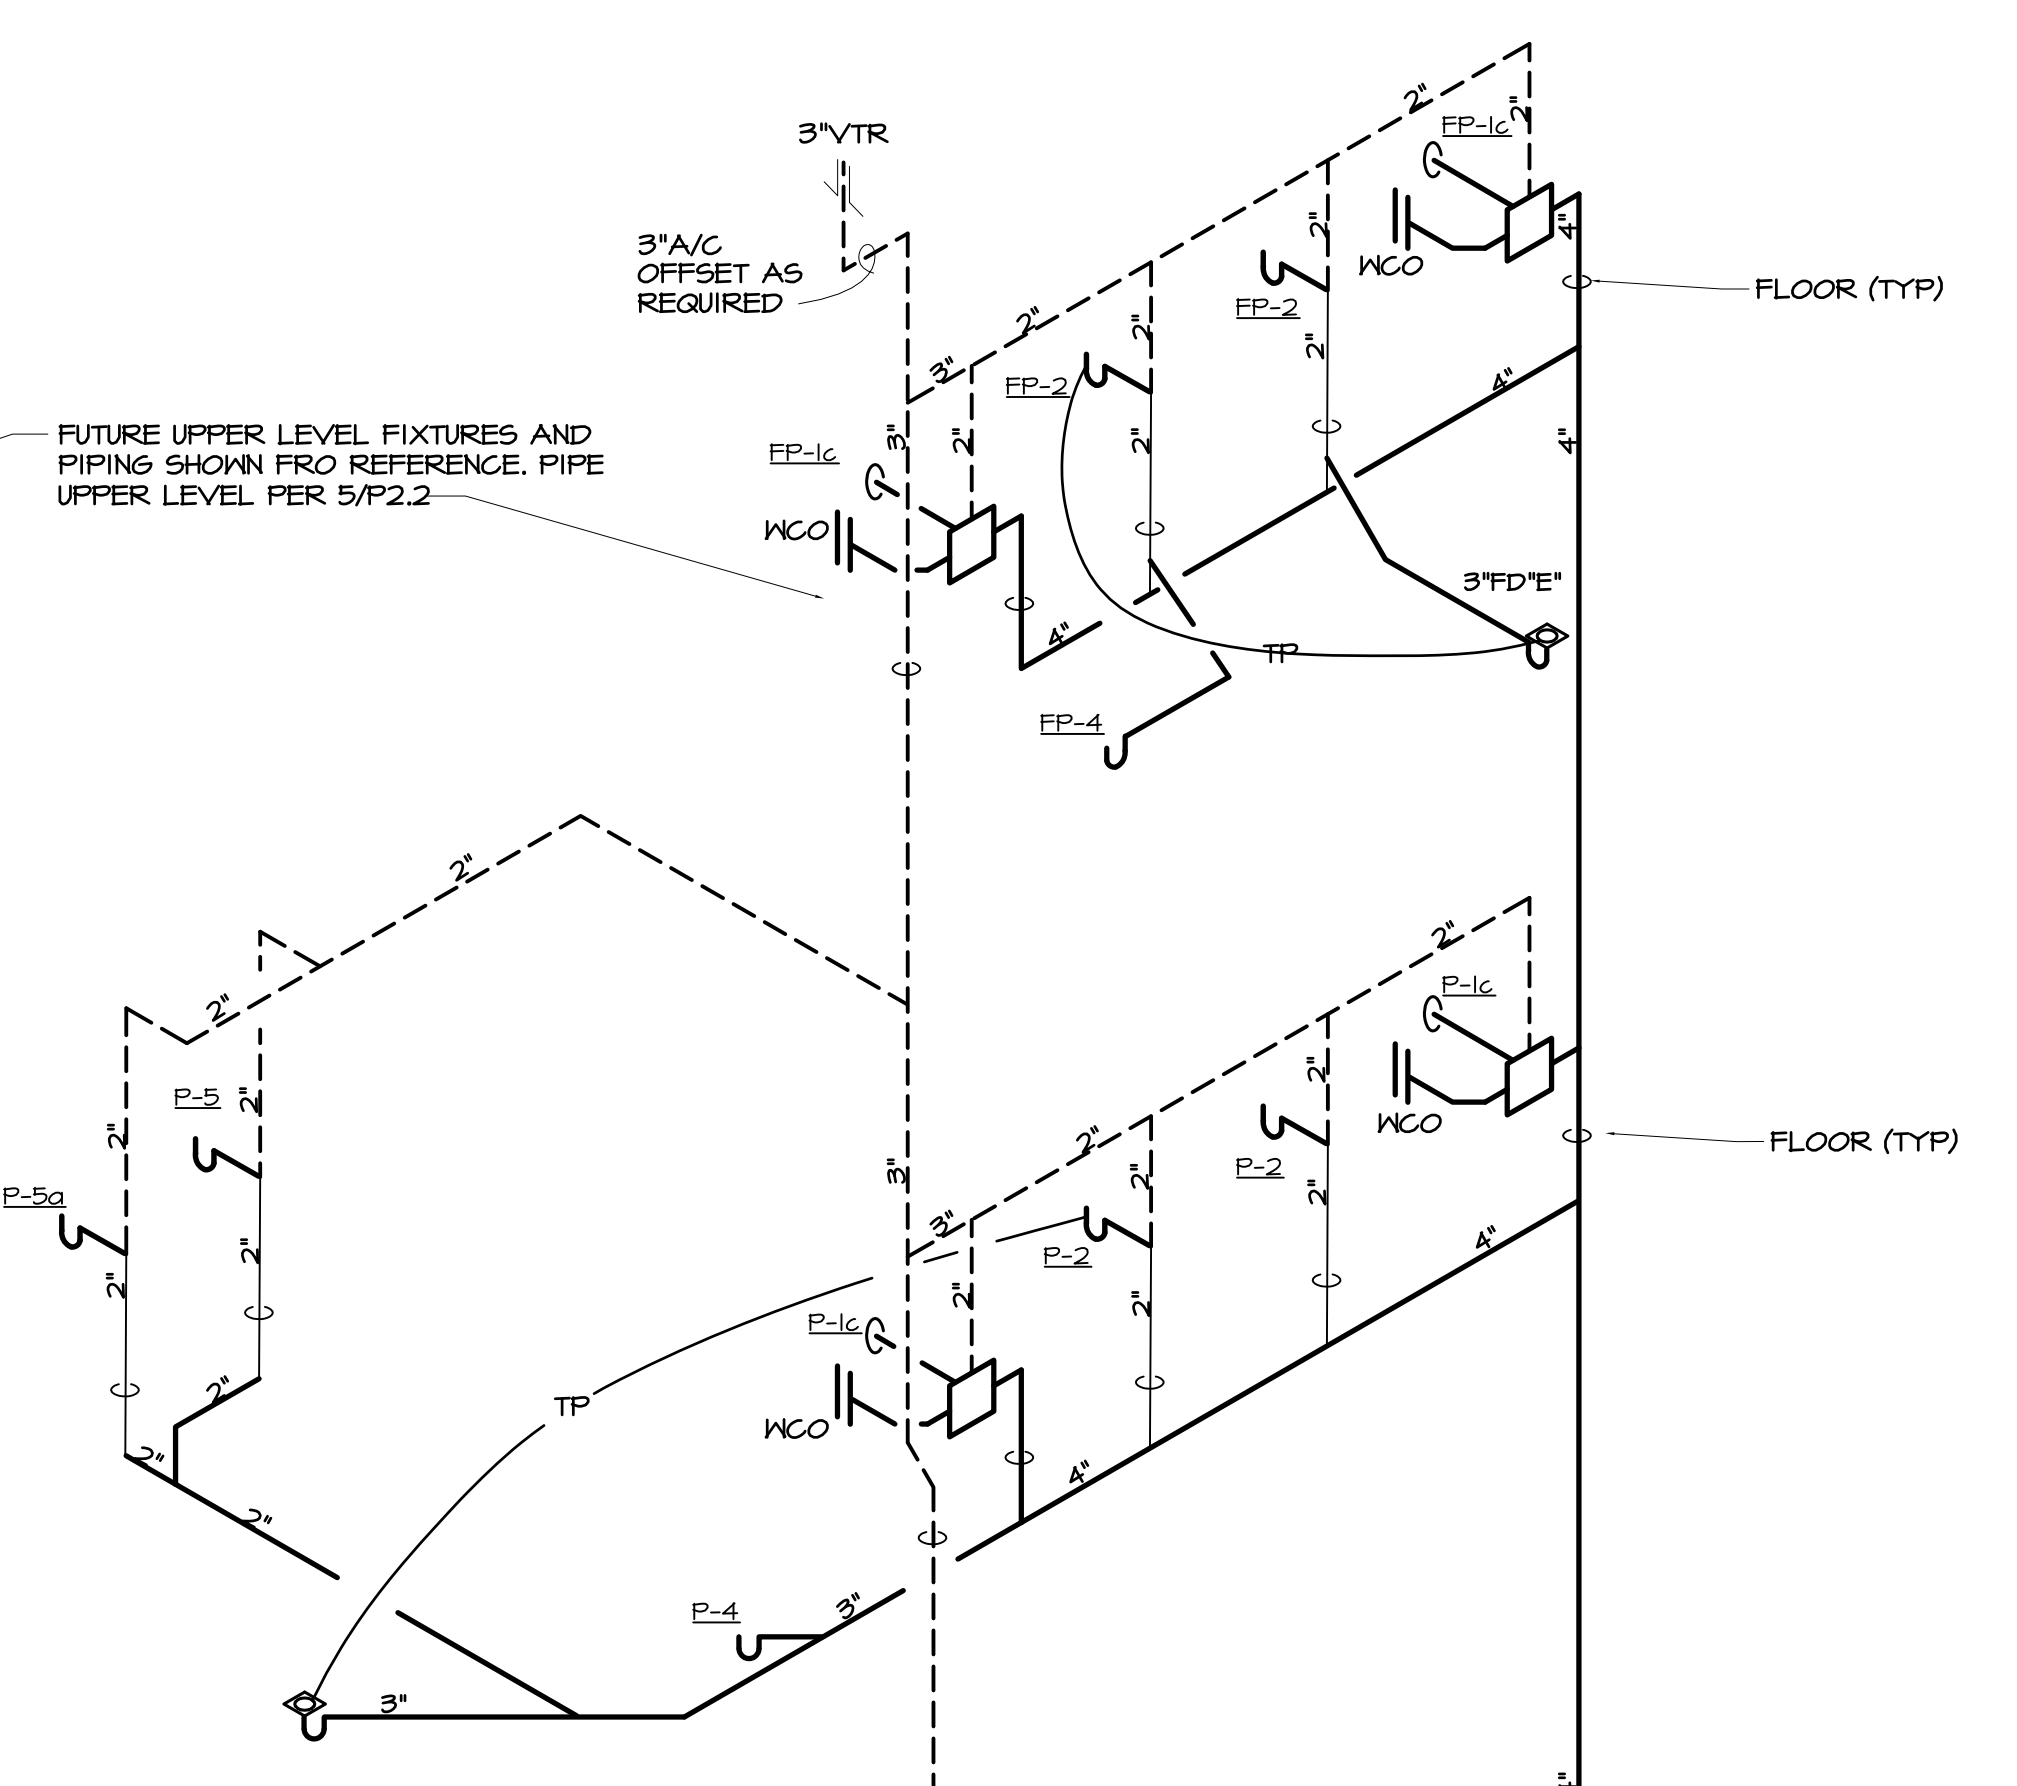 2"
2"
FP-1c
3"VTR
2"
4"
3"A/C
OFFSET AS
REQUIRED
WCO
FLOOR (TYP)
FP-2
2"
2"
2"
3"
FP-2
4"
FUTURE UPPER LEVEL FIXTURES AND
PIPING SHOWN FRO REFERENCE. PIPE
UPPER LEVEL PER 5/P2.2
3"
2"
2"
4"
FP-1c
WCO
3"FD"E"
4"
TP
FP-4
2"
2"
2"
P-1c
2"
P-5
2"
WCO
FLOOR (TYP)
2"
2"
2"
3"
P-2
P-5a
2"
3"
2"
P-2
4"
2"
2"
2"
P-1c
2"
2"
TP
WCO
2"
4"
2"
P-4
3"
3"